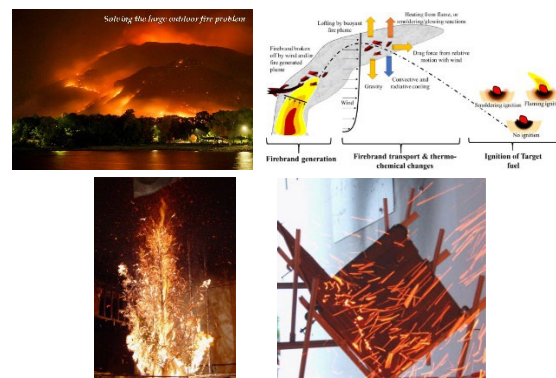 Solving the large outdoor fire problem
Lofting by buoyant
fire plume
Heating from flame, or
smouldering/glowing reactions
Firebrand broken
off by wind and/or
fire generated
plume
Drag force from relative
motion with wind
Gravity
Convective and
radiative cooling
Wind
Smouldering ignition
Flaming ignition
No ignition
Firebrand generation
Firebrand transport & thermo-
chemical changes
Ignition of Target
fuel